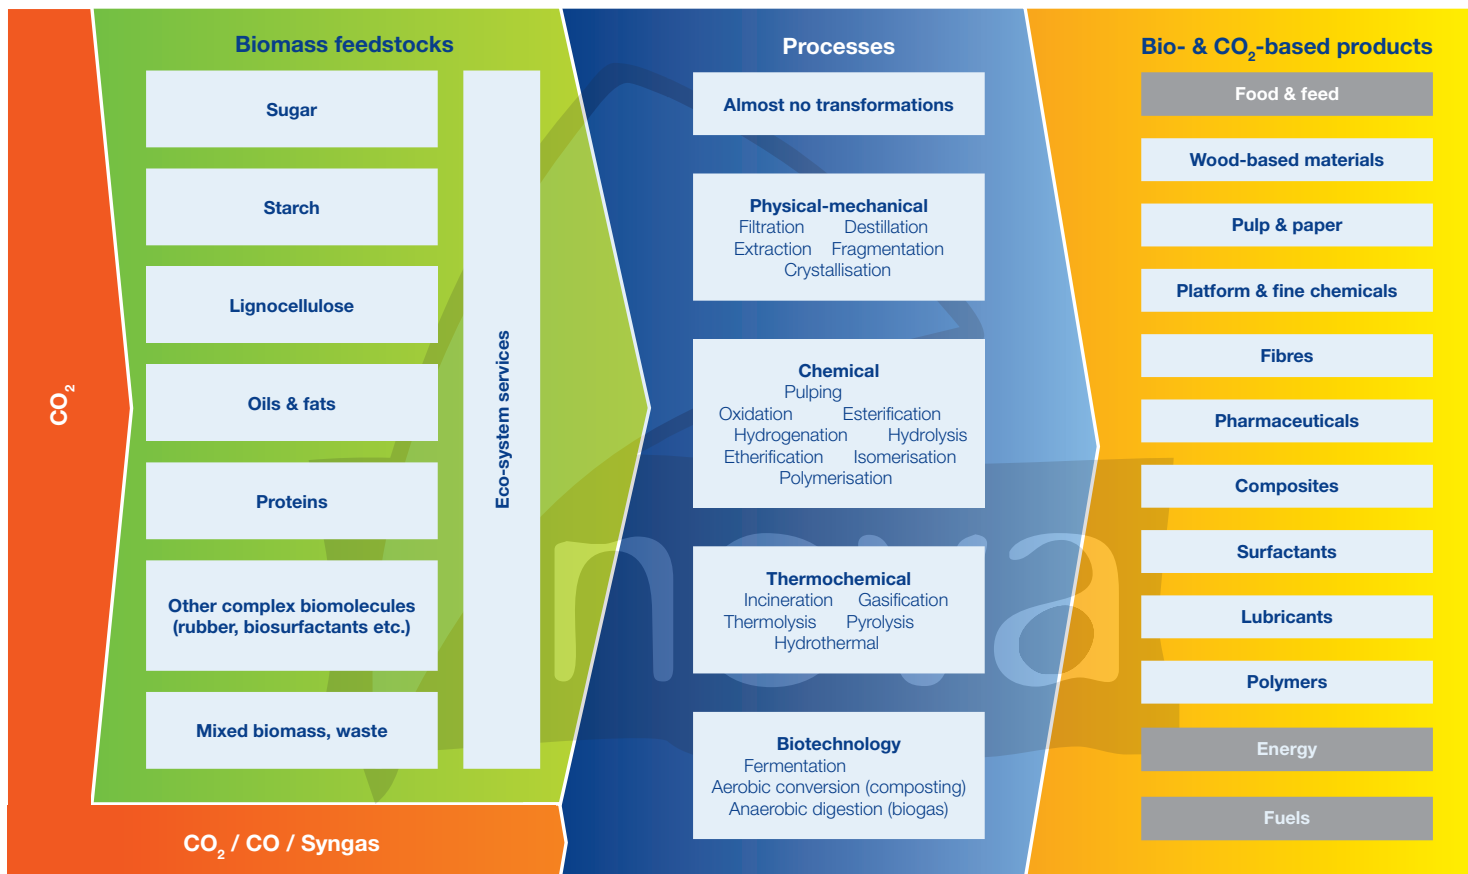 CO2
Biomass feedstocks
Sugar
Starch
Lignocellulose
Oils & fats
Proteins
Other complex biomolecules
(rubber, biosurfactants etc.)
Mixed biomass, waste
Eco-system services
CO2 / CO / Syngas
Processes
Almost no transformations
Physical-mechanical
Filtration Destillation
Extraction Fragmentation
Crystallisation
Chemical
Pulping
Oxidation Esterification
Hydrogenation Hydrolysis
Etherification Isomerisation
Polymerisation
Thermochemical
Incineration Gasification
Thermolysis Pyrolysis
Hydrothermal
Biotechnology
Fermentation
Aerobic conversion (composting)
Anaerobic digestion (biogas)
Bio- & CO2-based products
Food & feed
Wood-based materials
Pulp & paper
Platform & fine chemicals
Fibres
Pharmaceuticals
Composites
Surfactants
Lubricants
Polymers
Energy
Fuels
nova